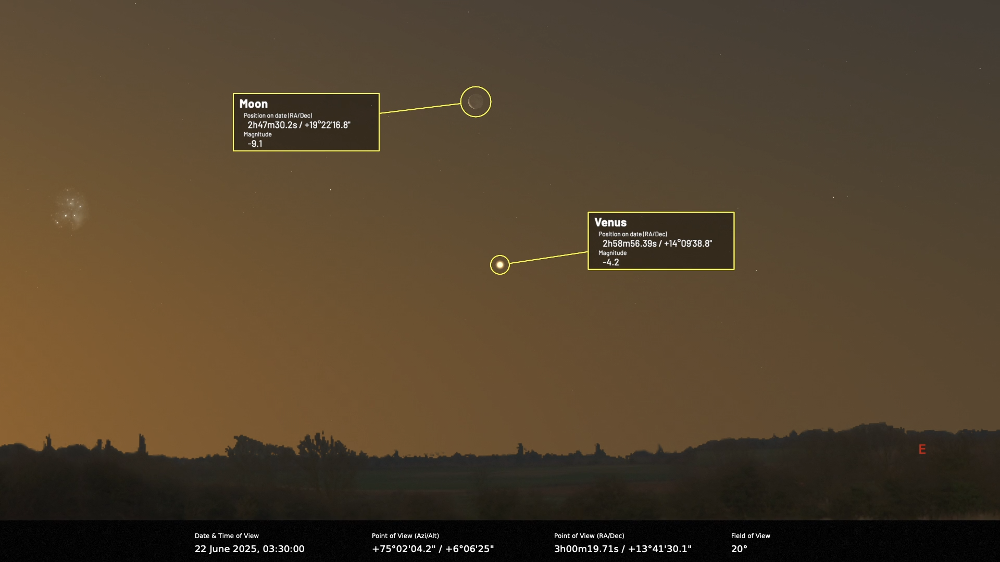 Moon
Position on date (RA/Dec)
2h47m30.2s / +19°22'16.8"
Magnitude
-9.1
Venus
Position on date (RA/Dec)
2h58m56.39s / +14°09'38.8"
Magnitude
-4.2
E
Date & Time of View
22 June 2025, 03:30:00
Point of View (Azi/Alt)
+75°02'04.2" / +6°06'25"
Point of View (RA/Dec)
3h00m19.71s / +13°41'30.1"
Field of View
20°